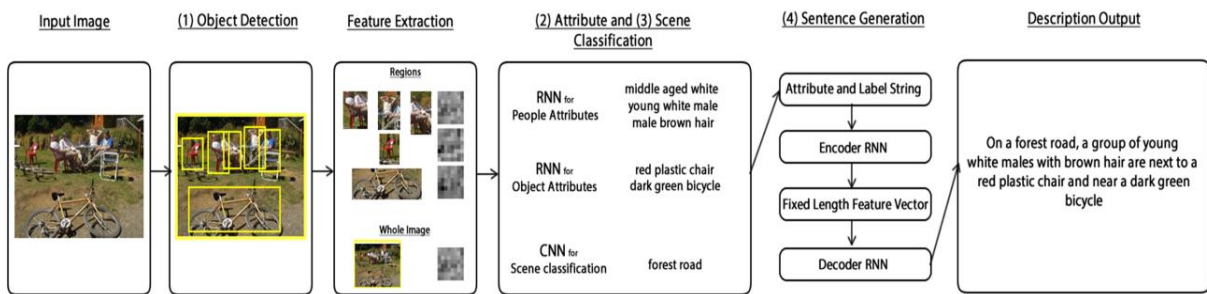 Input Image
(1) Object Detection
Feature Extraction
(2) Attribute and (3) Scene
Classification
(4) Sentence Generation
Description Output
Regions
Whole Image
RNN for
People Attributes
middle aged white
young white male
male brown hair
RNN for
Object Attributes
red plastic chair
dark green bicycle
CNN for
Scene classification
forest road
Attribute and Label String
Encoder RNN
Fixed Length Feature Vector
Decoder RNN
On a forest road, a group of young
white males with brown hair are next to a
red plastic chair and near a dark green
bicycle